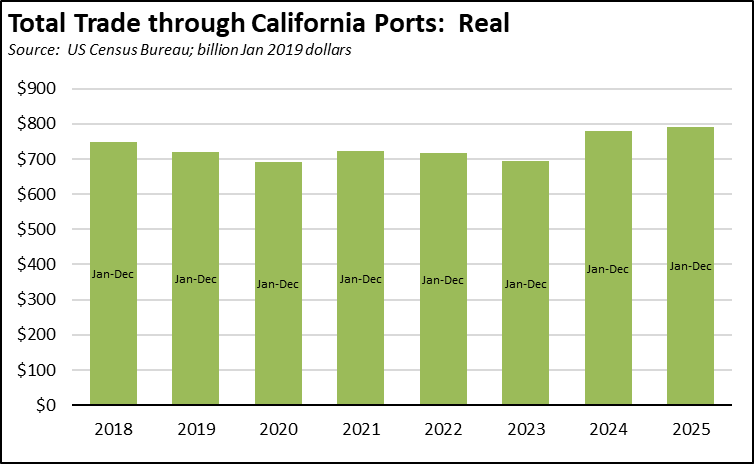 Total Trade through California Ports:  Real
Source:  US Census Bureau; billion Jan 2019 dollars
$900
$800
$700
$600
$500
$400
$300
$200
$100
$0
Jan-Dec Jan-Dec Jan-Dec Jan-Dec Jan-Dec Jan-Dec Jan-Dec Jan-Dec
2018 2019 2020 2021 2022 2023 2024 2025